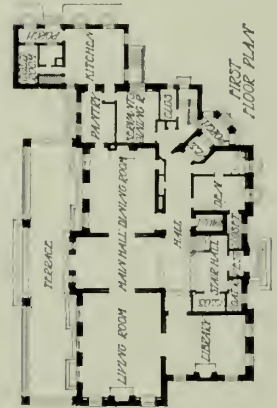 PORCH
KITCHEN
PANTRY
SERVANTS
DINING R
CLOS
FIRST
FLOOR PLAN
TERRACE
DINING ROOM
MAIN HALL
LIVING ROOM
HALL
DEN
STAIR HALL
LIBRARY